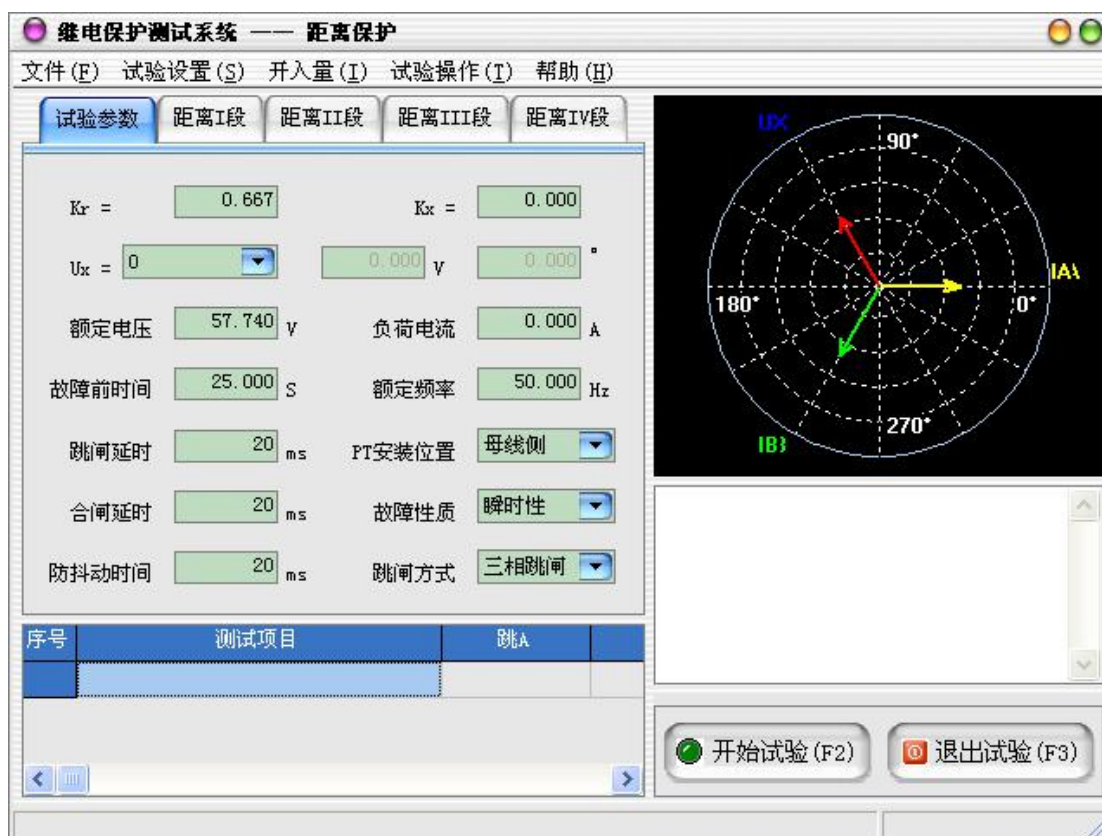 继电保护测试系统 —— 距离保护
文件(F) 试验设置(S) 开入量(I) 试验操作(T) 帮助(H)
试验参数 距离I段 距离II段 距离III段 距离IV段
Kr = 0.667 Kx = 0.000
Ux = 0 0.000 V 0.000 °
额定电压 57.740 V 负荷电流 0.000 A
故障前时间 25.000 S 额定频率 50.000 Hz
跳闸延时 20 ms PT安装位置 母线侧
合闸延时 20 ms 故障性质 瞬时性
防抖动时间 20 ms 跳闸方式 三相跳闸
序号 测试项目 跳A
UX
90°
180°
0°
270°
开始试验(F2) 退出试验(F3)